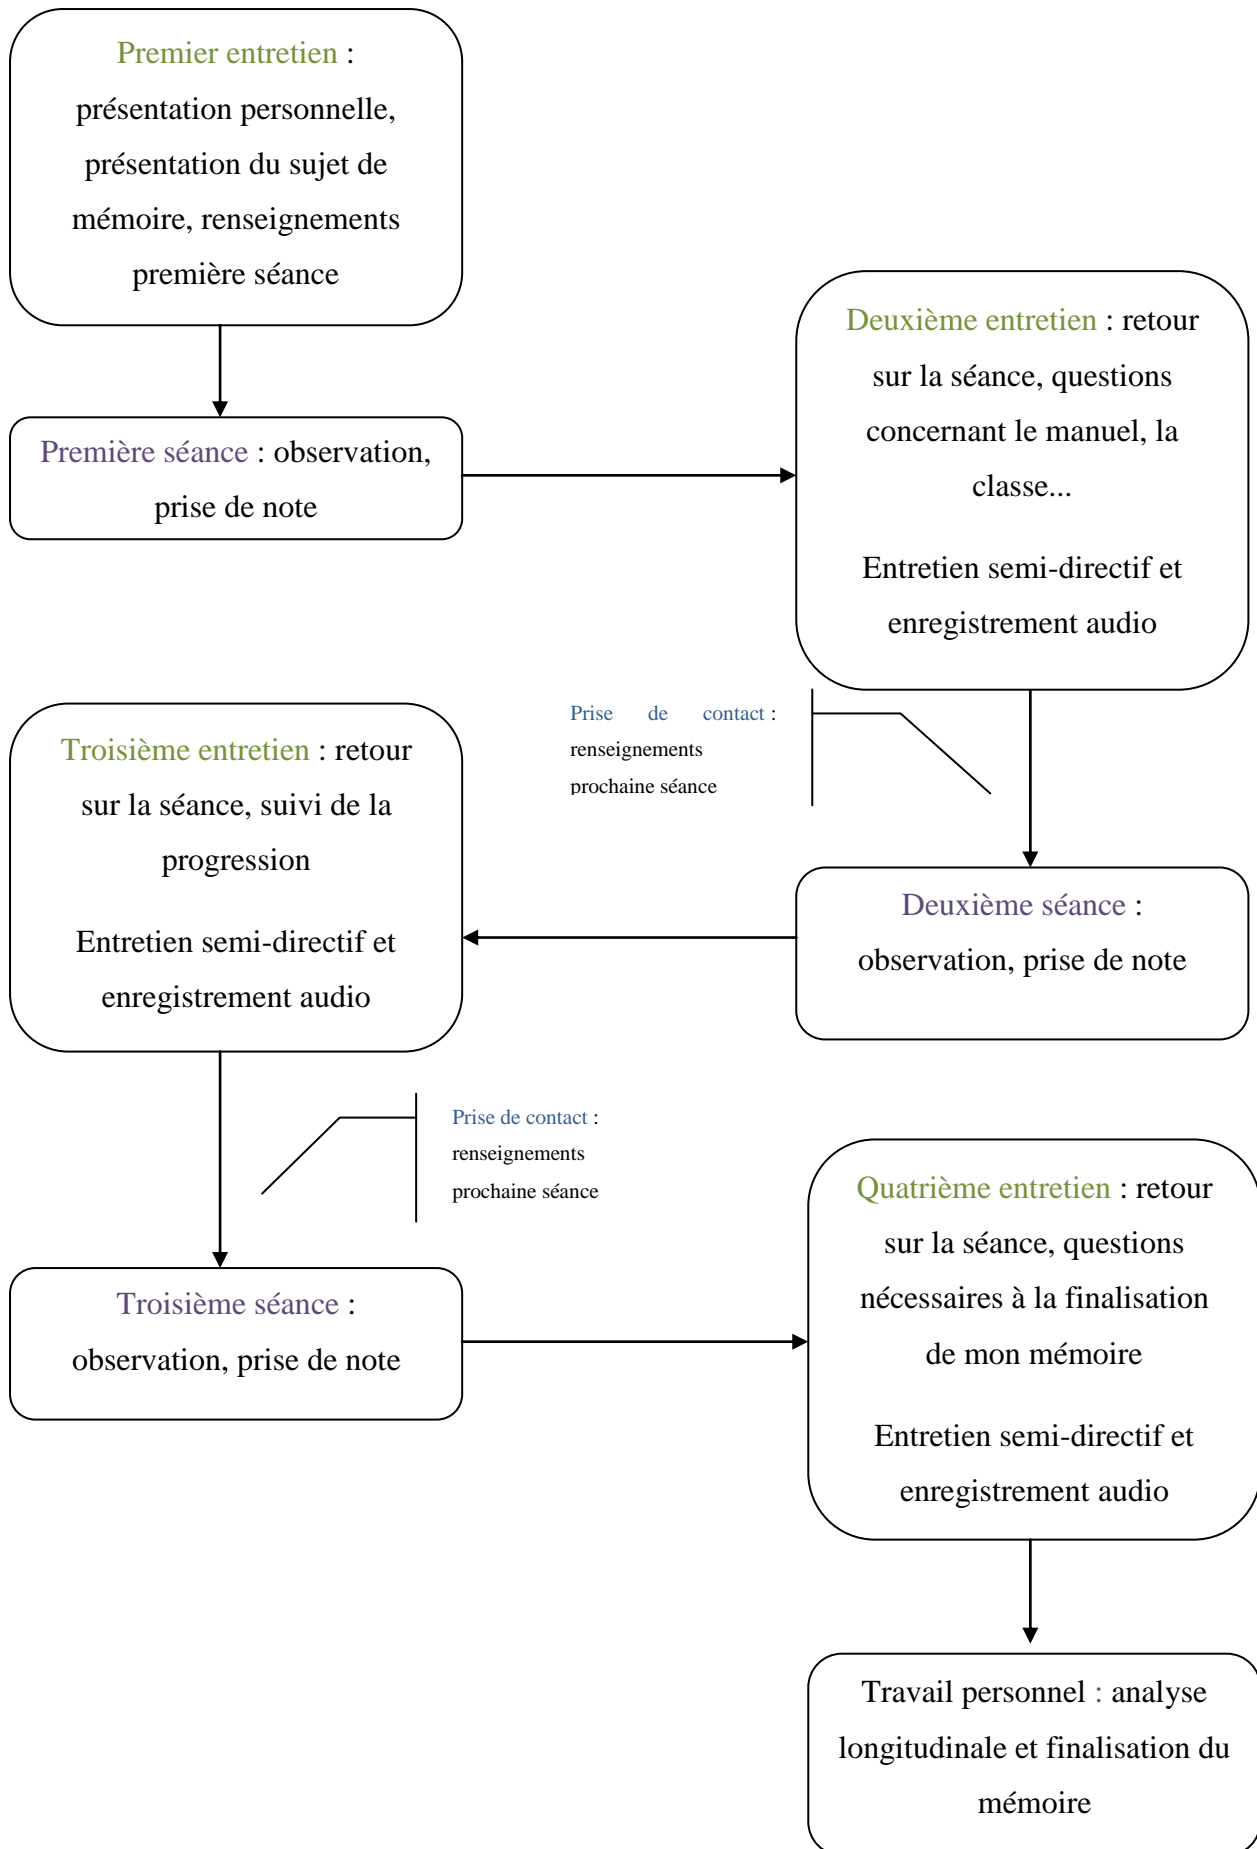 Premier entretien :
présentation personnelle,
présentation du sujet de
mémoire, renseignements
première séance
Première séance : observation,
prise de note
Deuxième entretien : retour
sur la séance, questions
concernant le manuel, la
classe...
Entretien semi-directif et
enregistrement audio
Prise de contact :
renseignements
prochaine séance
Deuxième séance :
observation, prise de note
Troisième entretien : retour
sur la séance, suivi de la
progression
Entretien semi-directif et
enregistrement audio
Prise de contact :
renseignements
prochaine séance
Troisième séance :
observation, prise de note
Quatrième entretien : retour
sur la séance, questions
nécessaires à la finalisation
de mon mémoire
Entretien semi-directif et
enregistrement audio
Travail personnel : analyse
longitudinale et finalisation du
mémoire